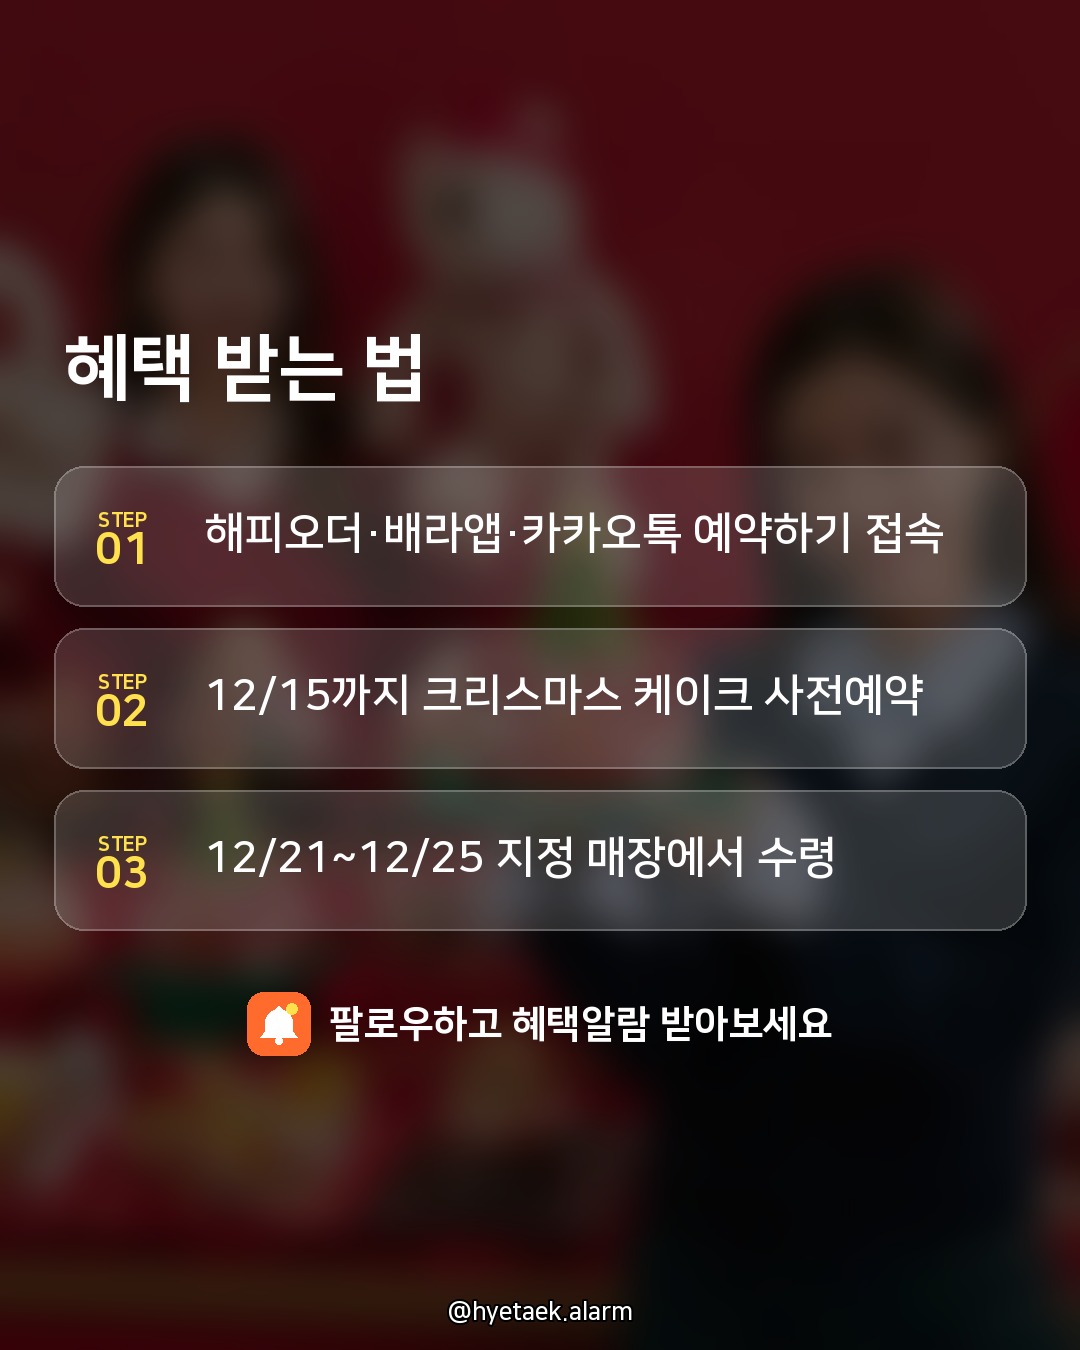 혜택 받는 법
STEP
01
해피오더·배라앱·카카오톡 예약하기 접속
STEP
02
12/15까지 크리스마스 케이크 사전예약
STEP
03
12/21~12/25 지정 매장에서 수령
팔로우하고 혜택알람 받아보세요
@hyetaek.alarm